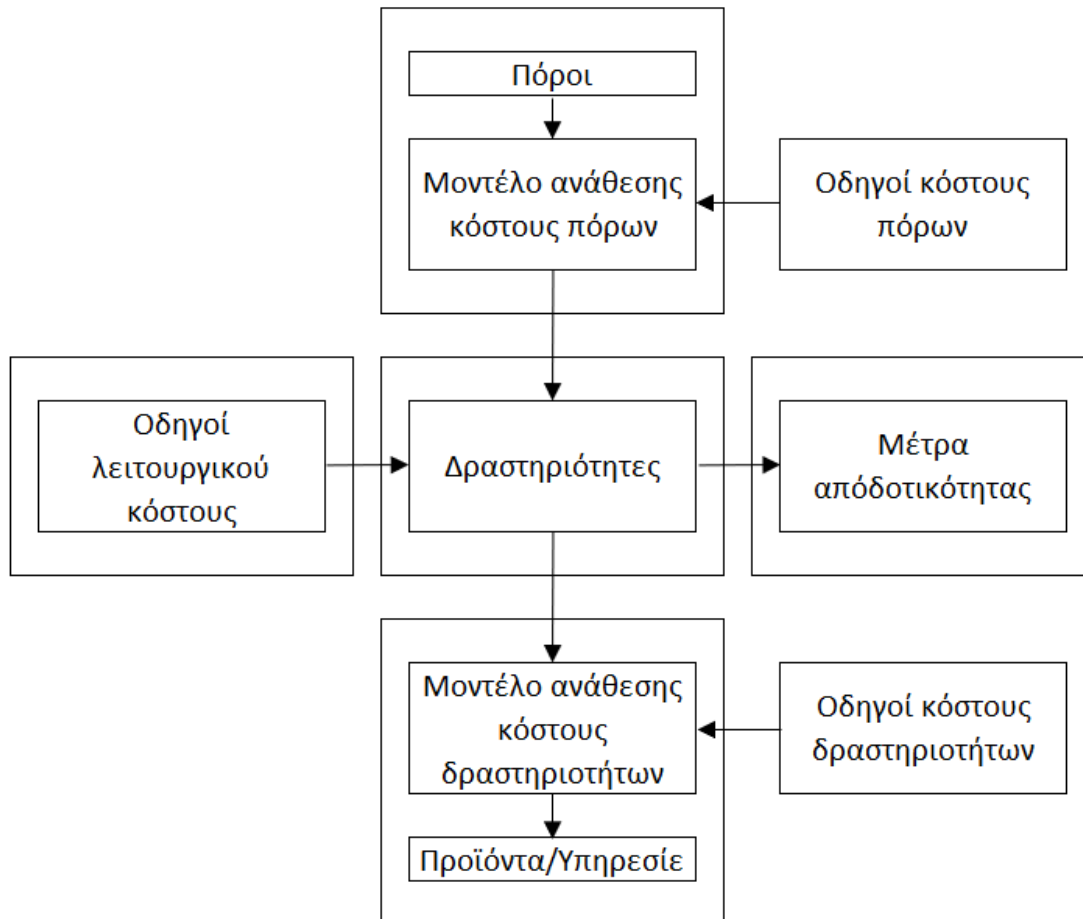 Πόροι
Μοντέλο ανάθεσης
κόστους πόρων
Οδηγοί κόστους
πόρων
Οδηγοί
λειτουργικού
κόστους
Δραστηριότητες
Μέτρα
απόδοτικότητας
Μοντέλο ανάθεσης
κόστους
δραστηριοτήτων
Οδηγοί κόστους
δραστηριοτήτων
Προϊόντα/Υπηρεσίε